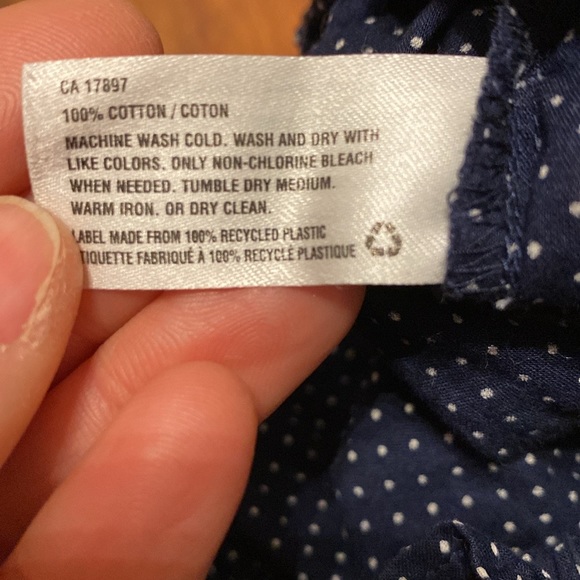 CA 17897
100% COTTON / COTON
MACHINE WASH COLD. WASH AND DRY WITH
LIKE COLORS. ONLY NON-CHLORINE BLEACH
WHEN NEEDED. TUMBLE DRY MEDIUM.
WARM IRON. OR DRY CLEAN.
LABEL MADE FROM 100% RECYCLED PLASTIC
TIQUETTE FABRIQUÉ À 100% RECYCLÉ PLASTIQUE